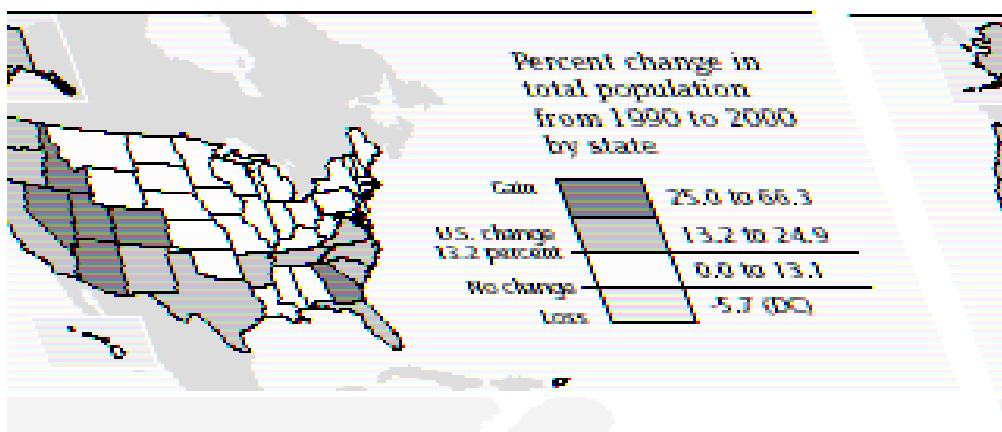 Percent change in
total population
from 1990 to 2000
by state
Gain
25.0 to 66.3
U.S. change
13.2 percent
13.2 to 24.9
0.0 to 13.1
No change
Loss
-5.7 (DC)